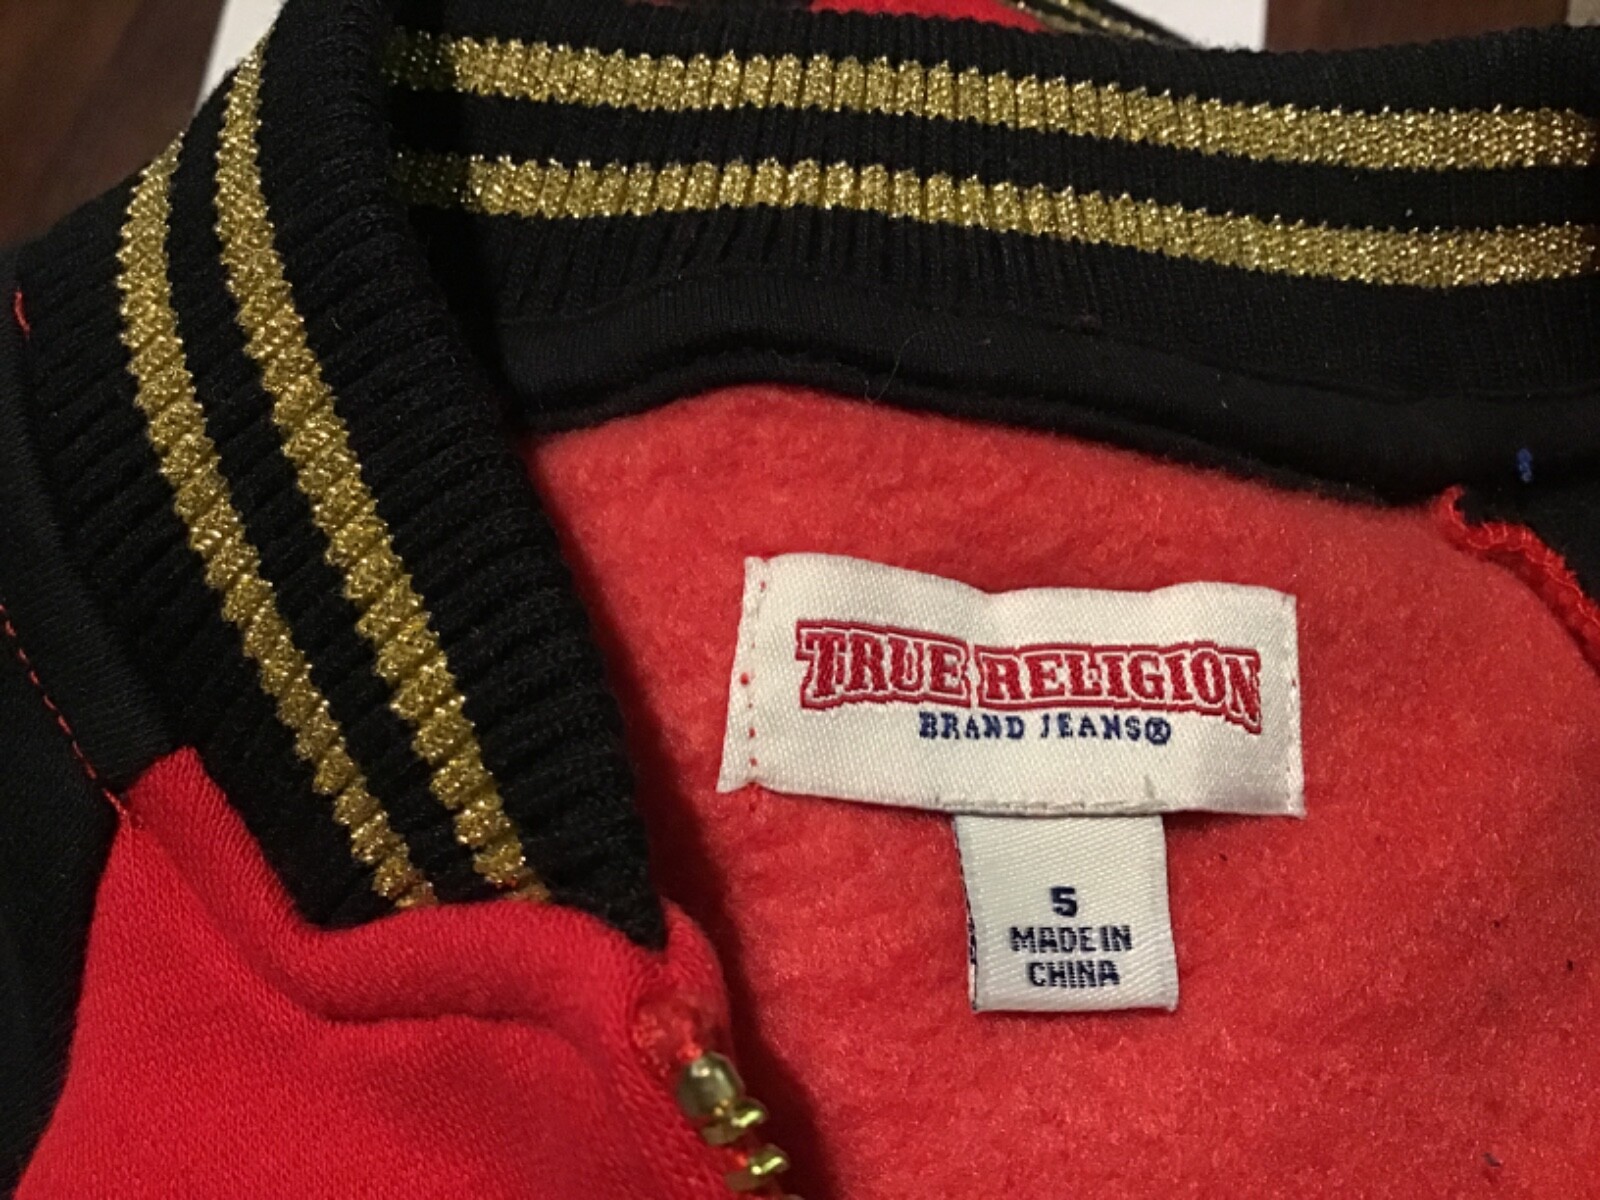 TRUE RELIGION
BRAND JEANS®
5
MADE IN
CHINA